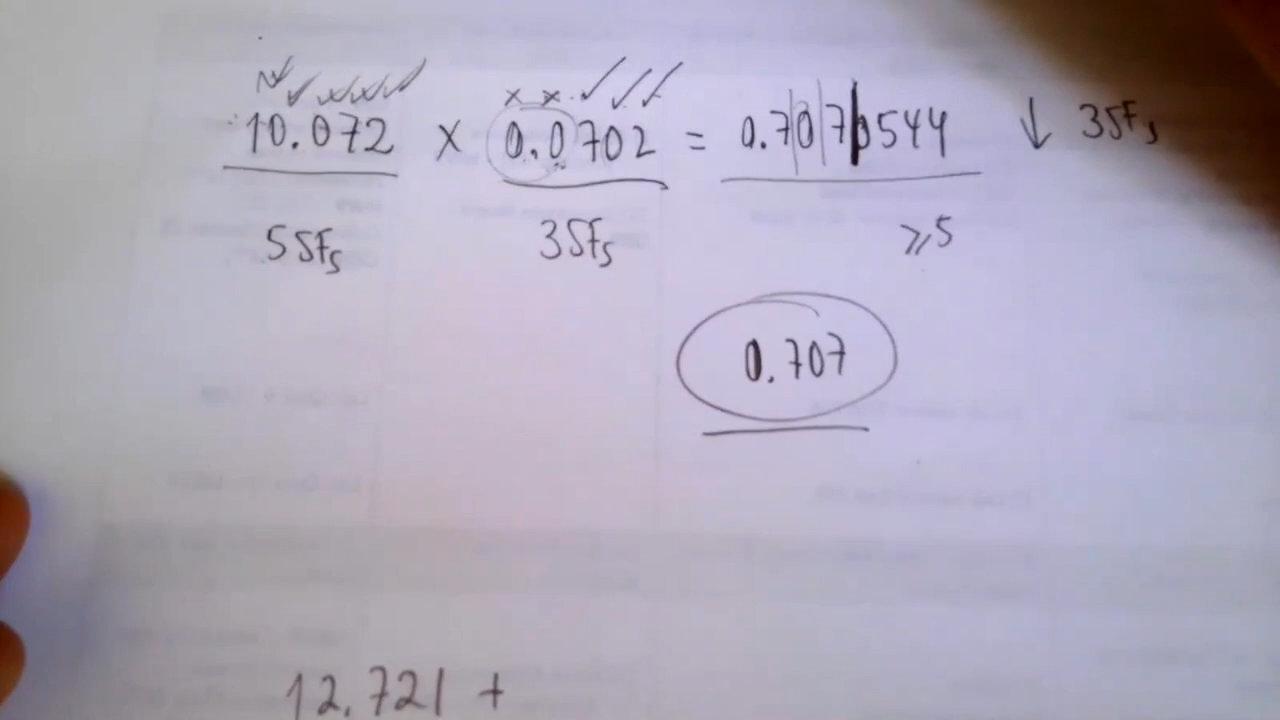 10.072 × 0.0702 = 0.7070544 ↓ 3SFs
5SFs 3SFs ≥5
0.707
12.721 +